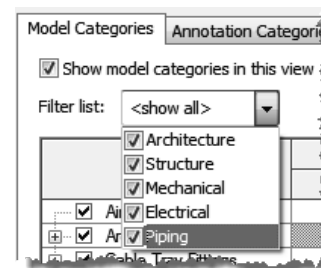 Model Categories Annotation Categori
Show model categories in this view
Filter list: <show all>
Architecture
Structure
Mechanical
Electrical
Piping
Ai
Cable Tray Fittings